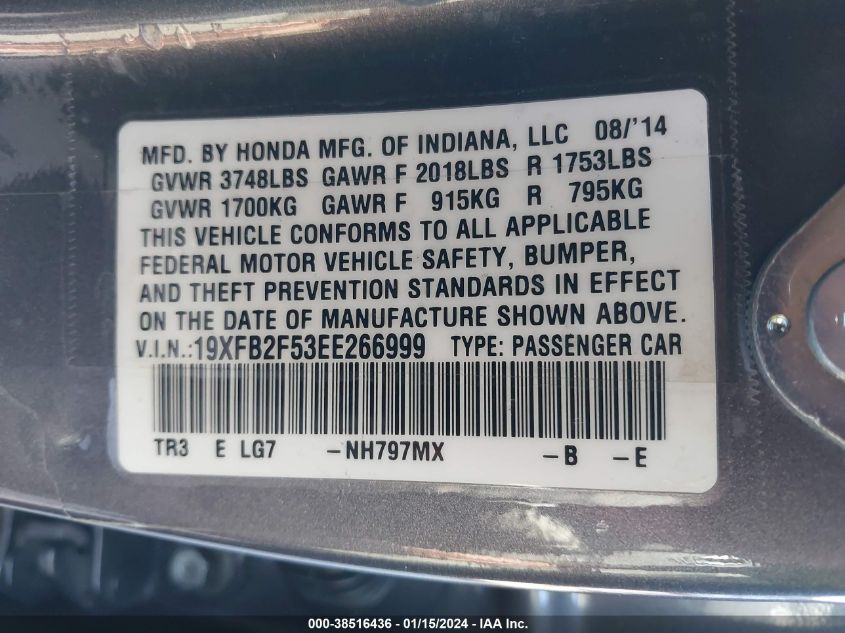 MFD. BY HONDA MFG. OF INDIANA, LLC 08/'14
GVWR 3748LBS GAWR F 2018LBS R 1753LBS
GVWR 1700KG GAWR F 915KG R 795KG
THIS VEHICLE CONFORMS TO ALL APPLICABLE
FEDERAL MOTOR VEHICLE SAFETY, BUMPER,
AND THEFT PREVENTION STANDARDS IN EFFECT
ON THE DATE OF MANUFACTURE SHOWN ABOVE.
V.I.N.:19XFB2F53EE266999 TYPE: PASSENGER CAR
TR3 E LG7 -NH797MX -B -E
000-38516436 - 01/15/2024 - IAA Inc.